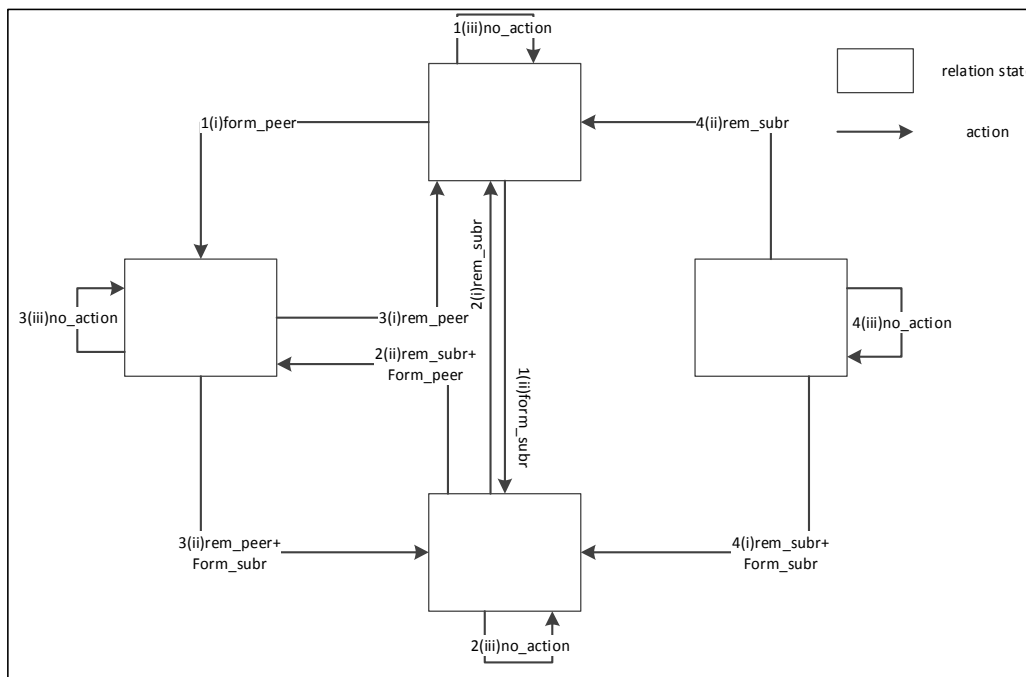 1(iii)no_action
relation stat
1(i)form_peer
4(ii)rem_subr
action
2(i)rem_subr
3(iii)no_action
3(i)rem_peer
4(iii)no_action
2(ii)rem_subr+
Form_peer
1(ii)form_subr
3(ii)rem_peer+
Form_subr
4(i)rem_subr+
Form_subr
2(iii)no_action